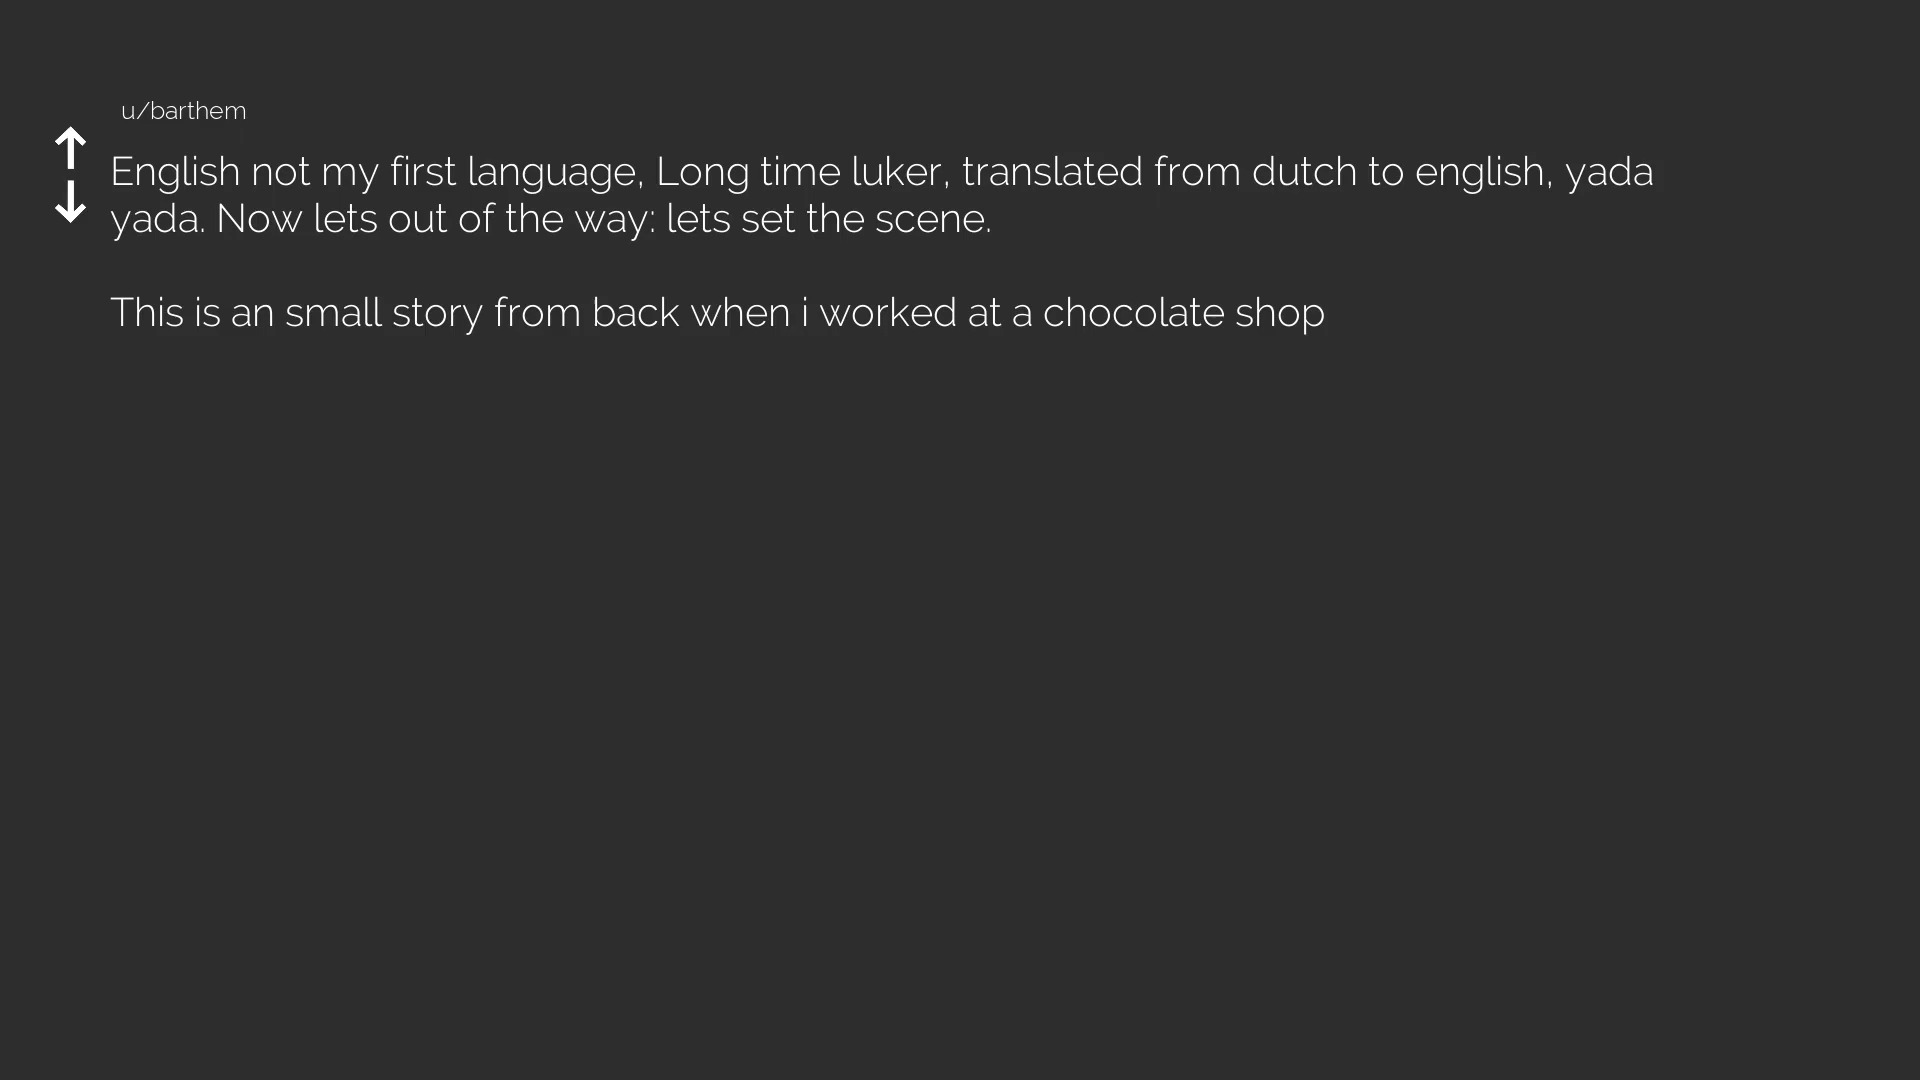 u/barthem
English not my first language, Long time luker, translated from dutch to english, yada
yada. Now lets out of the way: lets set the scene.
This is an small story from back when i worked at a chocolate shop